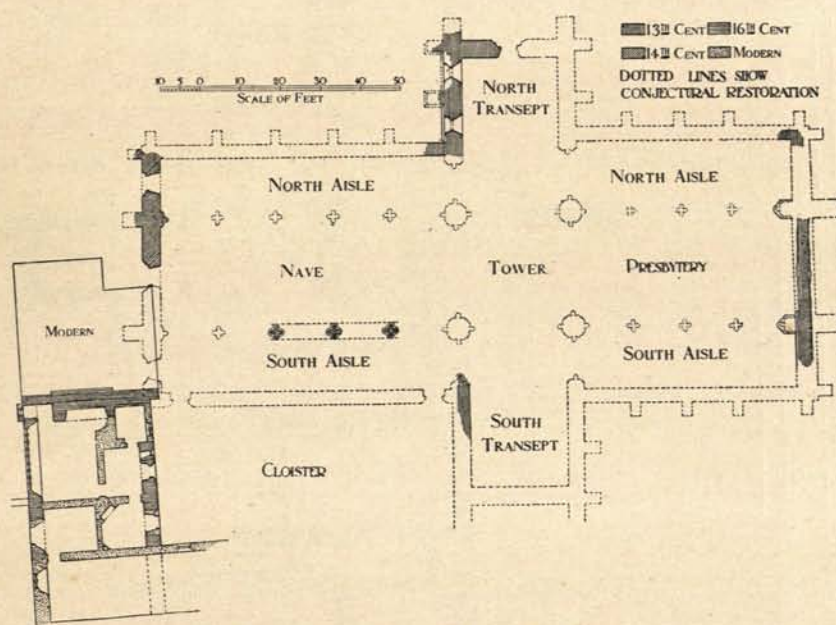 13TH CENT 16TH CENT
14TH CENT MODERN
DOTTED LINES SHOW
CONJECTURAL RESTORATION
10 5 0 10 20 30 40 50
SCALE OF FEET
NORTH
TRANSEPT
NORTH AISLE
NORTH AISLE
NAVE
TOWER
PRESBYTERY
MODERN
SOUTH AISLE
SOUTH AISLE
SOUTH
TRANSEPT
CLOISTER